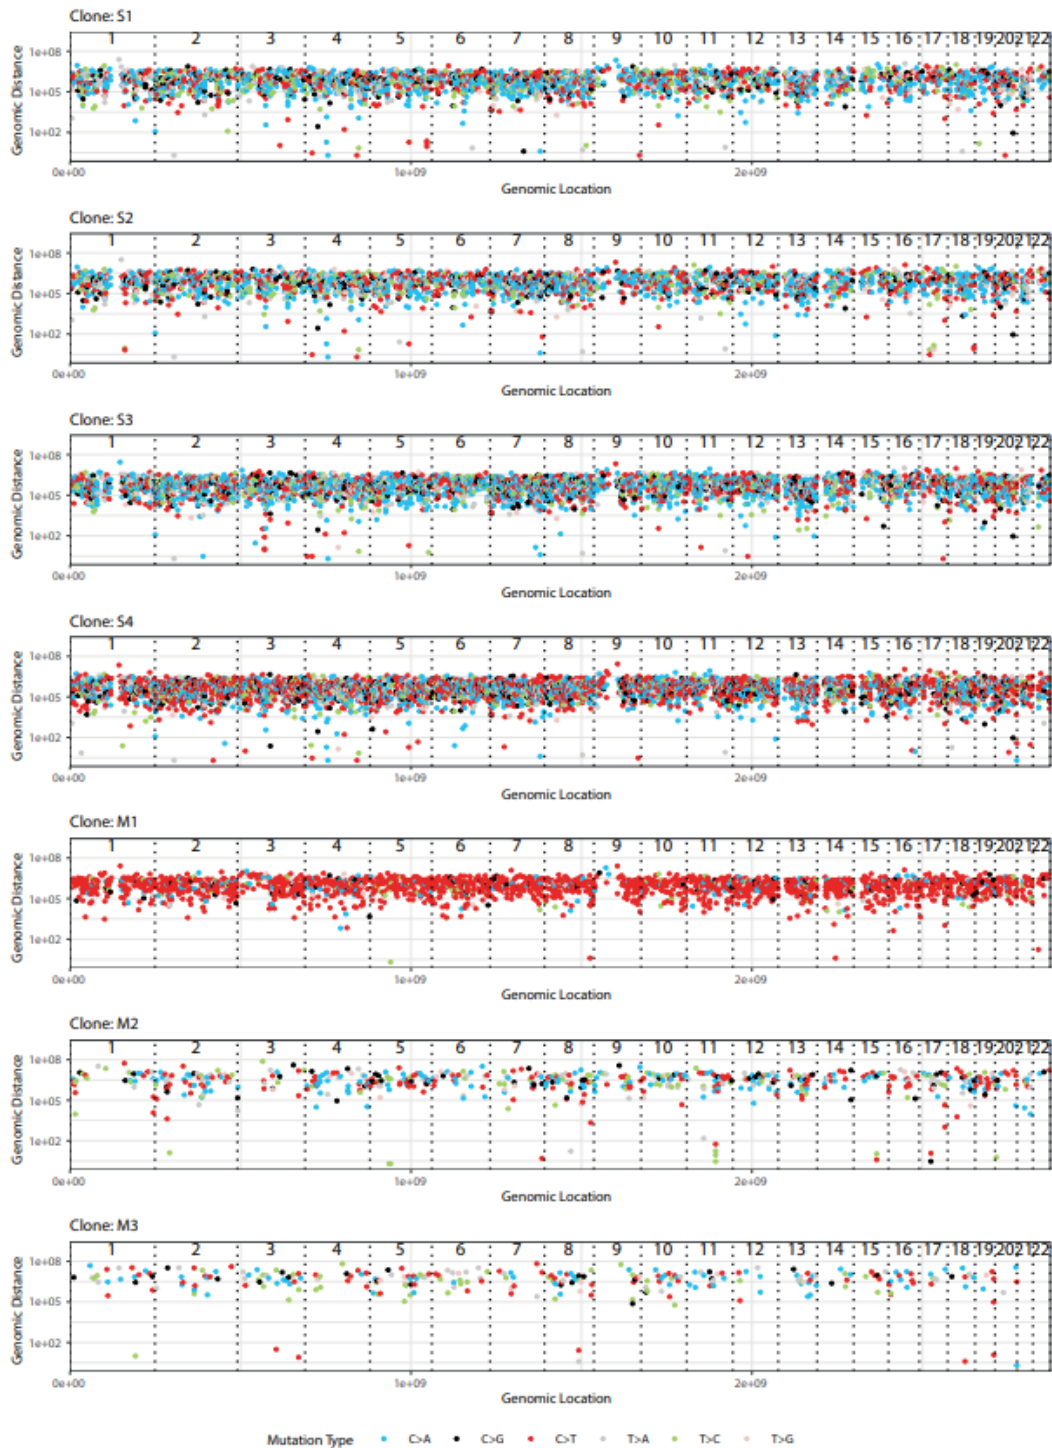 Clone: S1
1 2 3 4 5 6 7 8 9 10 11 12 13 14 15 16 17 18 19 20 21 22
1e+08
1e+05
1e+02
Genomic Distance
0e+00 1e+09 2e+09
Genomic Location
Clone: S2
1 2 3 4 5 6 7 8 9 10 11 12 13 14 15 16 17 18 19 20 21 22
1e+08
1e+05
1e+02
Genomic Distance
0e+00 1e+09 2e+09
Genomic Location
Clone: S3
1 2 3 4 5 6 7 8 9 10 11 12 13 14 15 16 17 18 19 20 21 22
1e+08
1e+05
1e+02
Genomic Distance
0e+00 1e+09 2e+09
Genomic Location
Clone: S4
1 2 3 4 5 6 7 8 9 10 11 12 13 14 15 16 17 18 19 20 21 22
1e+08
1e+05
1e+02
Genomic Distance
0e+00 1e+09 2e+09
Genomic Location
Clone: M1
1 2 3 4 5 6 7 8 9 10 11 12 13 14 15 16 17 18 19 20 21 22
1e+08
1e+05
1e+02
Genomic Distance
0e+00 1e+09 2e+09
Genomic Location
Clone: M2
1 2 3 4 5 6 7 8 9 10 11 12 13 14 15 16 17 18 19 20 21 22
1e+08
1e+05
1e+02
Genomic Distance
0e+00 1e+09 2e+09
Genomic Location
Clone: M3
1 2 3 4 5 6 7 8 9 10 11 12 13 14 15 16 17 18 19 20 21 22
1e+08
1e+05
1e+02
Genomic Distance
0e+00 1e+09 2e+09
Genomic Location
Mutation Type C>A C>G C>T T>A T>C T>G